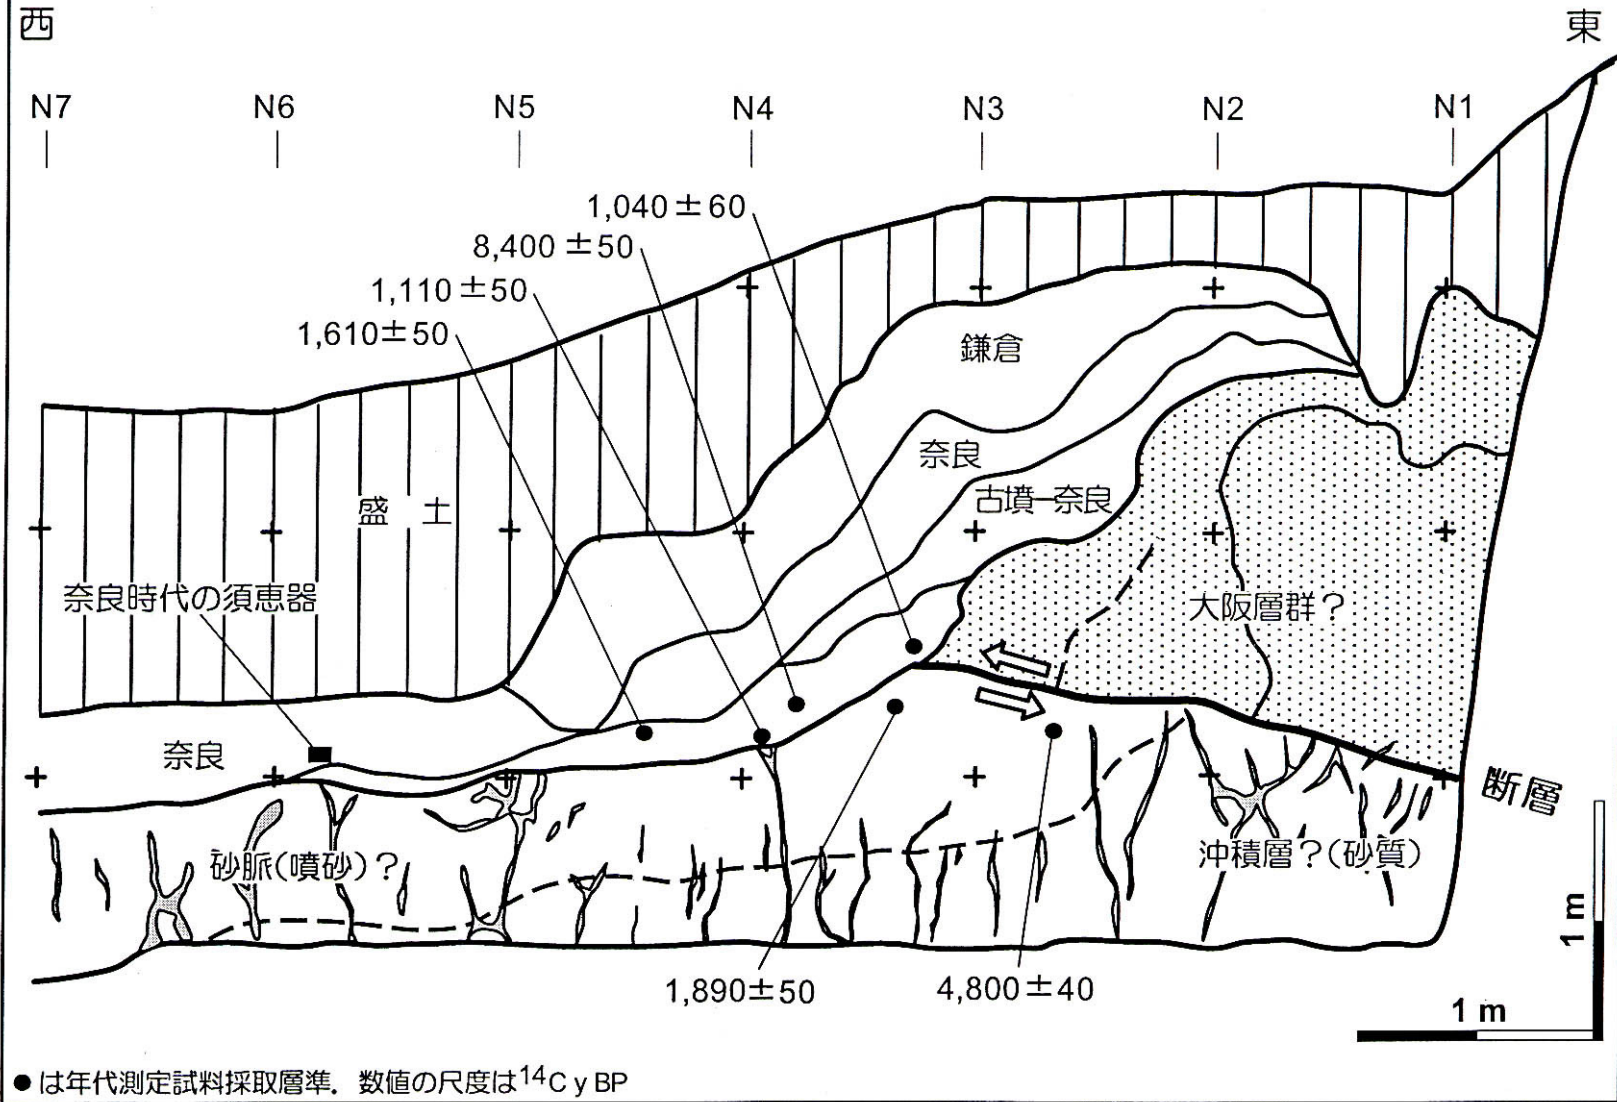 西
東
N7 N6 N5 N4 N3 N2 N1
1,040±60
8,400±50
1,110±50
1,610±50
鎌倉
奈良
古墳ー奈良
盛 土
奈良時代の須恵器
大阪層群?
奈良
断層
砂脈(噴砂)?
沖積層?(砂質)
1,890±50
4,800±40
1 m
1 m
● は年代測定試料採取層準. 数値の尺度は14C y BP